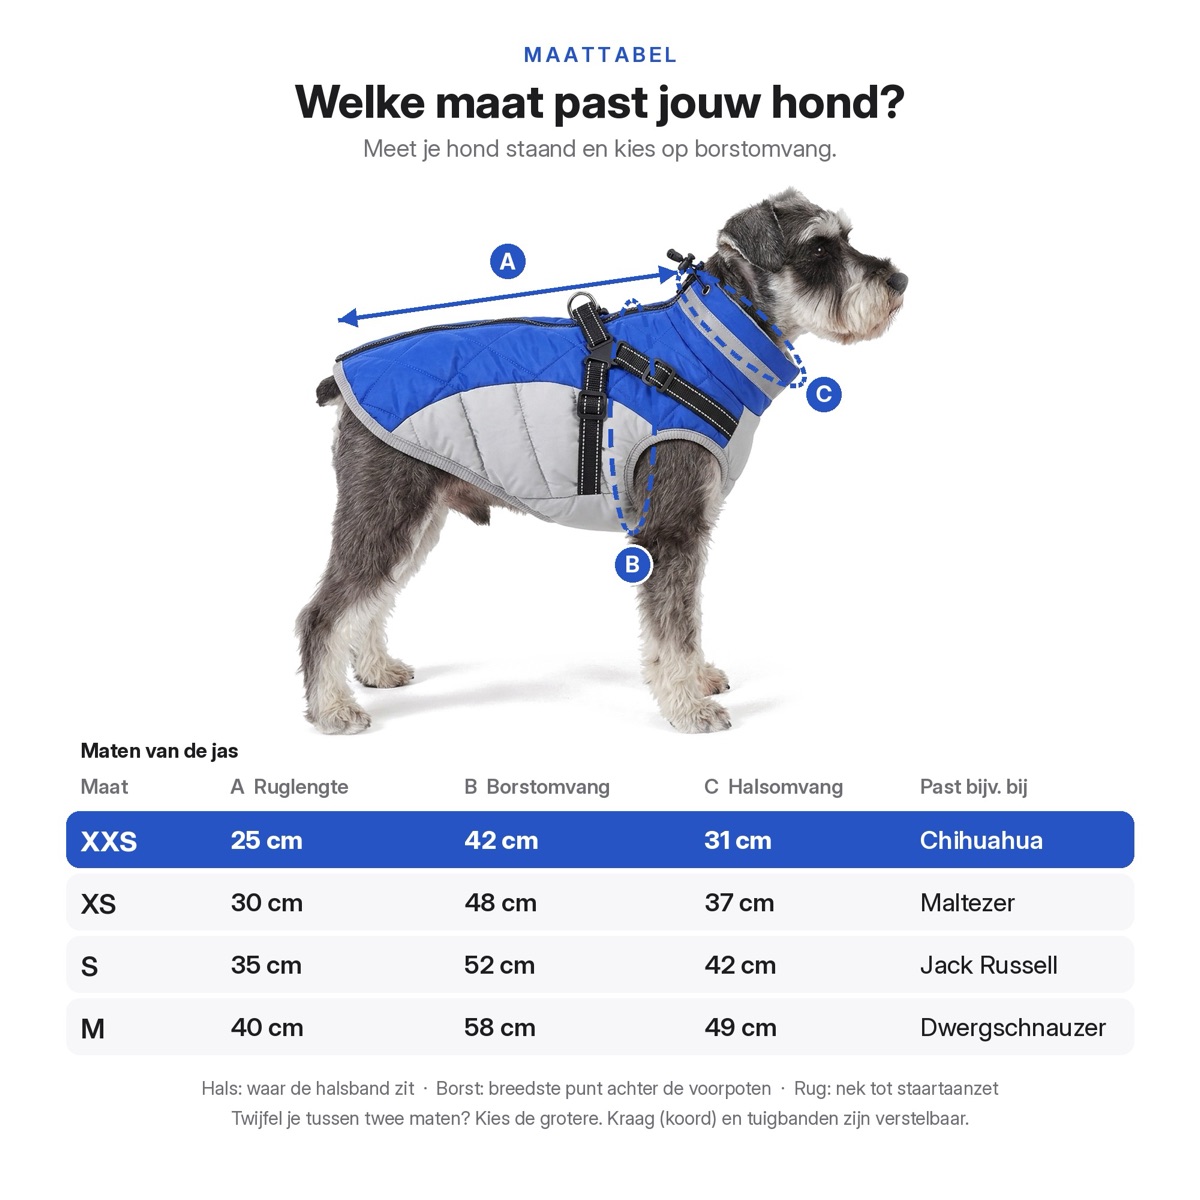 MAATTABEL
Welke maat past jouw hond?
Meet je hond staand en kies op borstomvang.
A
C
B
Maten van de jas
Maat A Ruglengte B Borstomvang C Halsomvang Past bijv. bij
XXS 25 cm 42 cm 31 cm Chihuahua
XS 30 cm 48 cm 37 cm Maltezer
S 35 cm 52 cm 42 cm Jack Russell
M 40 cm 58 cm 49 cm Dwergschnauzer
Hals: waar de halsband zit · Borst: breedste punt achter de voorpoten · Rug: nek tot staartaanzet
Twijfel je tussen twee maten? Kies de grotere. Kraag (koord) en tuigbanden zijn verstelbaar.